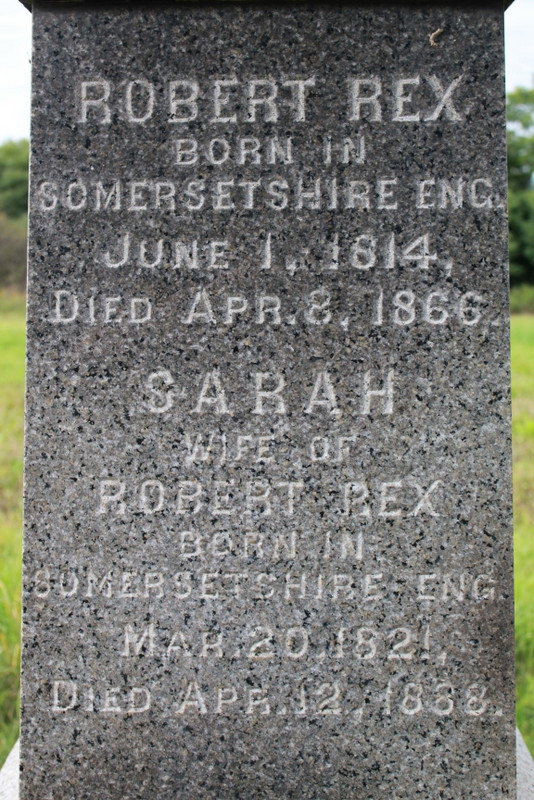 ROBERT REX
BORN IN
SOMERSETSHIRE ENG.
JUNE 1, 1814,
DIED APR. 8, 1866.
SARAH
WIFE OF
ROBERT REX
BORN IN
SOMERSETSHIRE ENG.
MAR. 20, 1821,
DIED APR. 12, 1888.